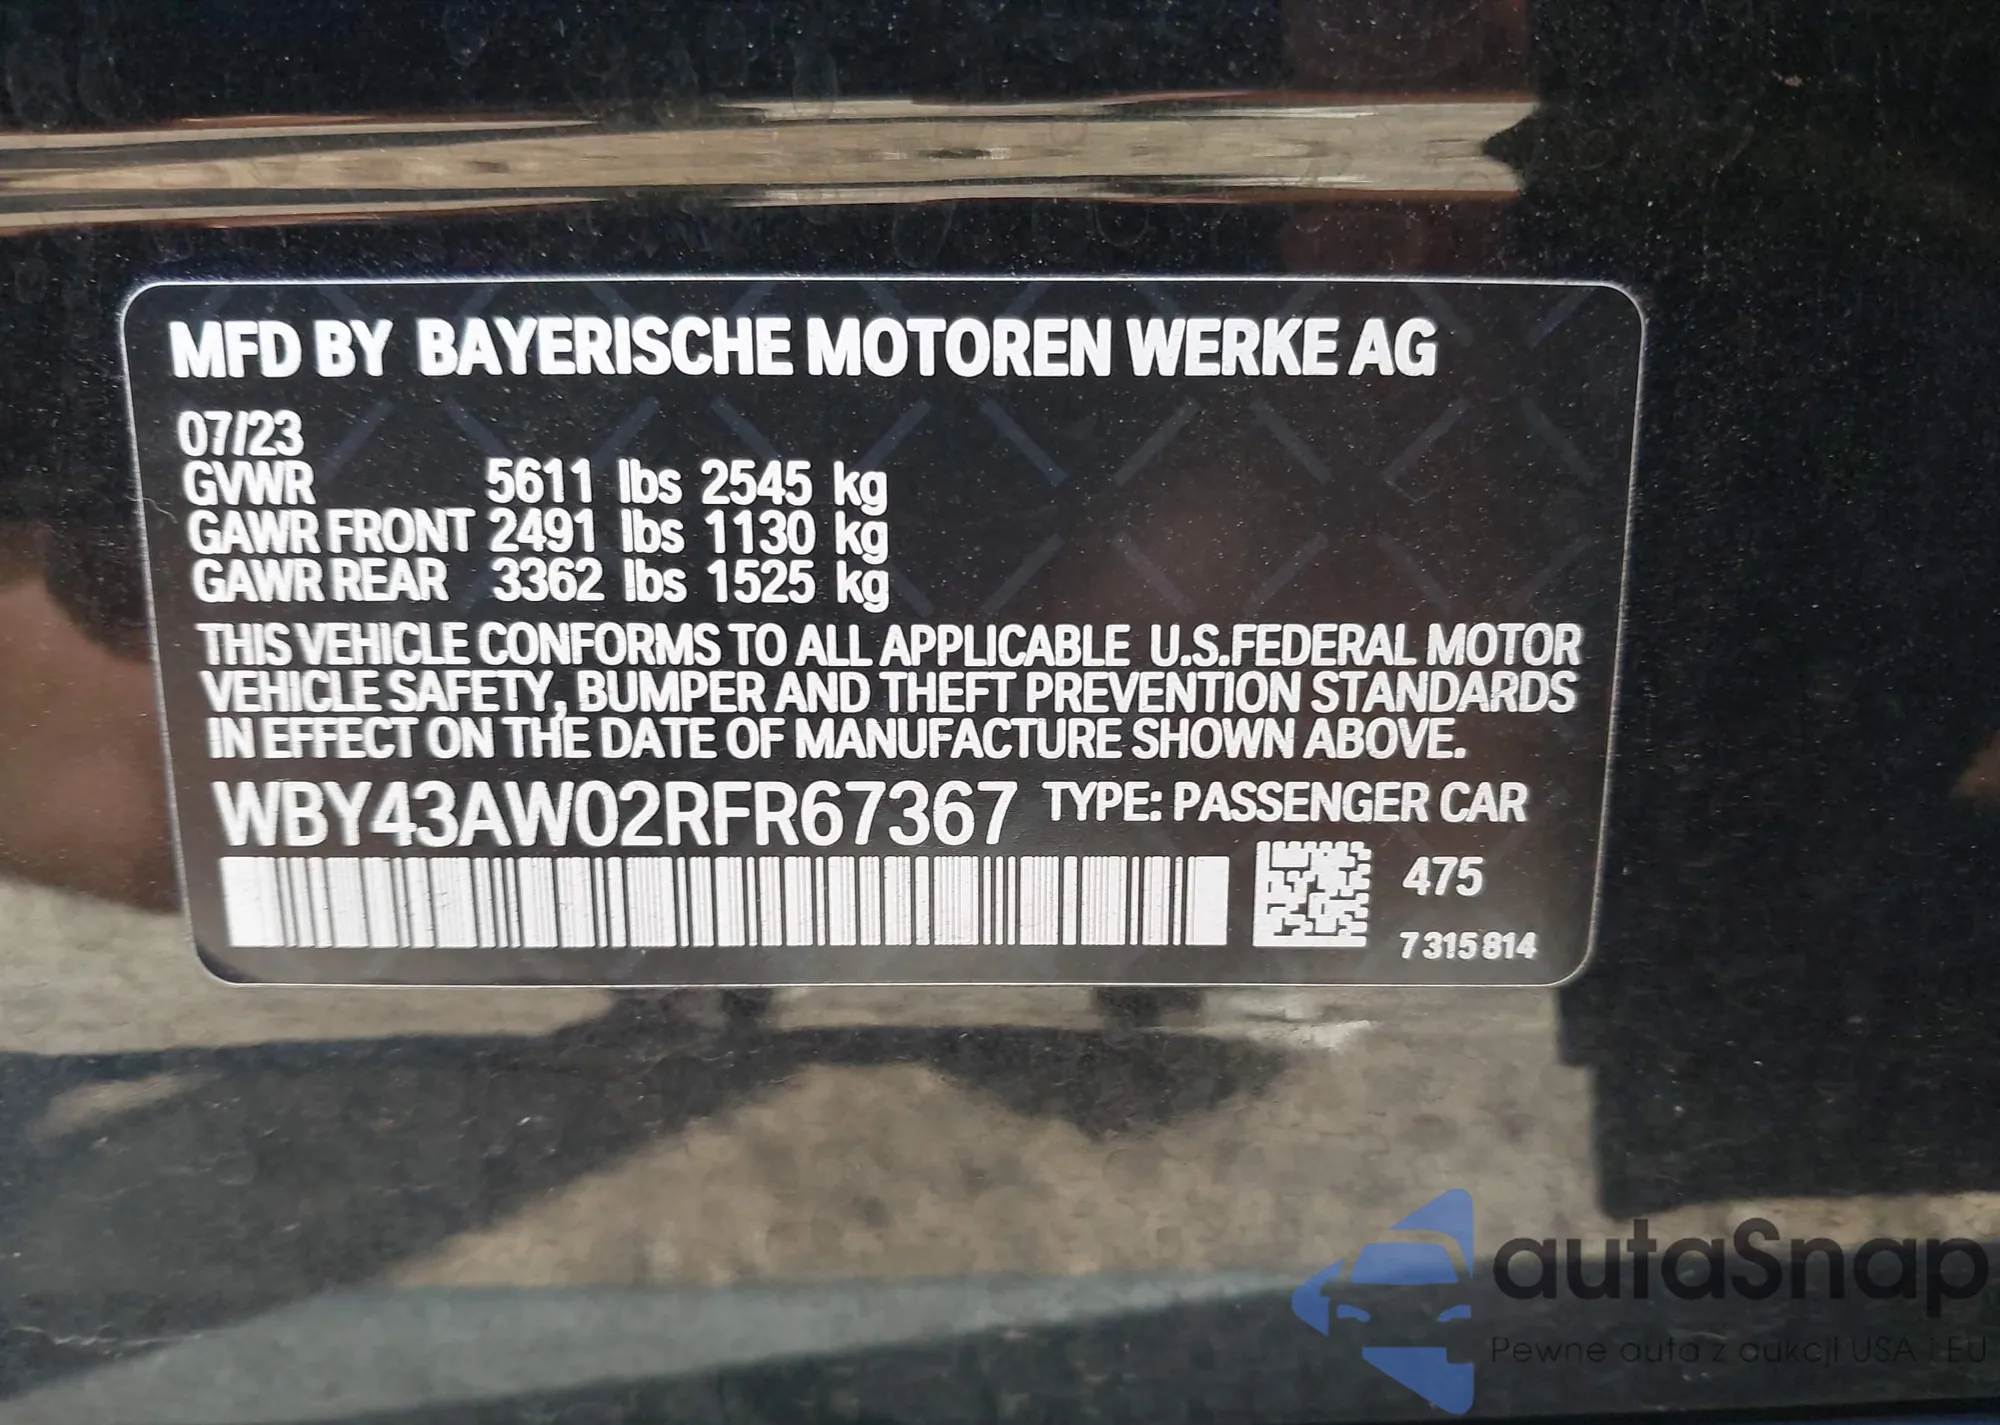 MFD BY BAYERISCHE MOTOREN WERKE AG
07/23
GVWR 5611 lbs 2545 kg
GAWR FRONT 2491 lbs 1130 kg
GAWR REAR 3362 lbs 1525 kg
THIS VEHICLE CONFORMS TO ALL APPLICABLE U.S.FEDERAL MOTOR
VEHICLE SAFETY, BUMPER AND THEFT PREVENTION STANDARDS
IN EFFECT ON THE DATE OF MANUFACTURE SHOWN ABOVE.
WBY43AW02RFR67367 TYPE: PASSENGER CAR
475
7 315 814
autaSnap
Pewne auta z aukcji USA i EU